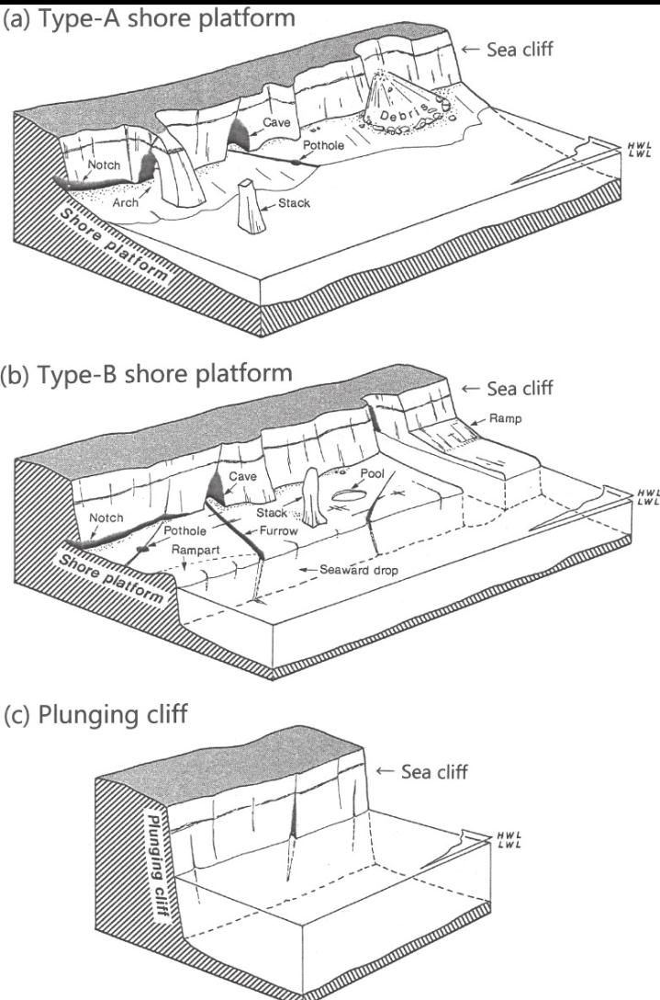 (a) Type-A shore platform
← Sea cliff
Cave
Debris
Pothole
HWL
LWL
Notch
Arch
Stack
Shore platform
(b) Type-B shore platform
← Sea cliff
Ramp
Cave
Pool
Stack
HWL
LWL
Notch
Pothole
Furrow
Rampart
Shore platform
Seaward drop
(c) Plunging cliff
← Sea cliff
Plunging cliff
HWL
LWL